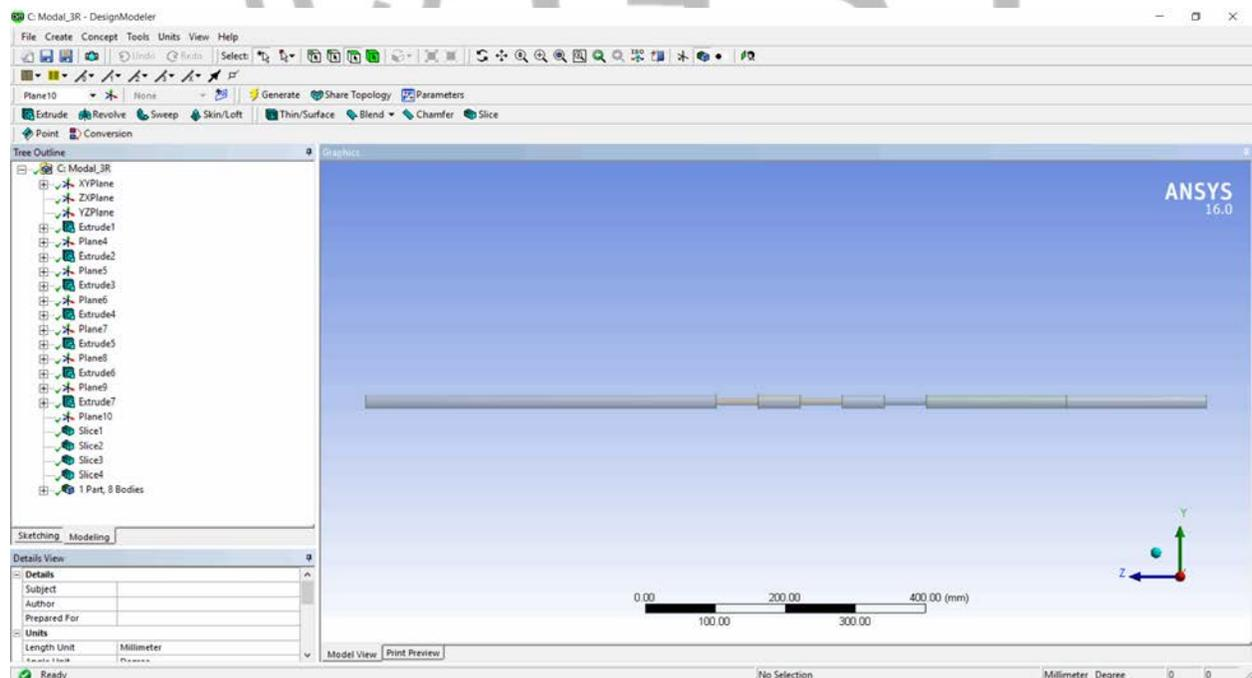 C: Modal_3R - DesignModeler
File Create Concept Tools Units View Help
Undo Redo Select:
Plane10 None Generate Share Topology Parameters
Extrude Revolve Sweep Skin/Loft Thin/Surface Blend Chamfer Slice
Point Conversion
Tree Outline
Graphics
C: Modal_3R
XYPlane
ZXPlane
YZPlane
Extrude1
Plane4
Extrude2
Plane5
Extrude3
Plane6
Extrude4
Plane7
Extrude5
Plane8
Extrude6
Plane9
Extrude7
Plane10
Slice1
Slice2
Slice3
Slice4
1 Part, 8 Bodies
Sketching Modeling
Details View
Details
Subject
Author
Prepared For
Units
Length Unit Millimeter
Angle Unit Degree
ANSYS
16.0
Y
Z
0.00 200.00 400.00 (mm)
100.00 300.00
Model View Print Preview
Ready No Selection Millimeter Degree 0 0